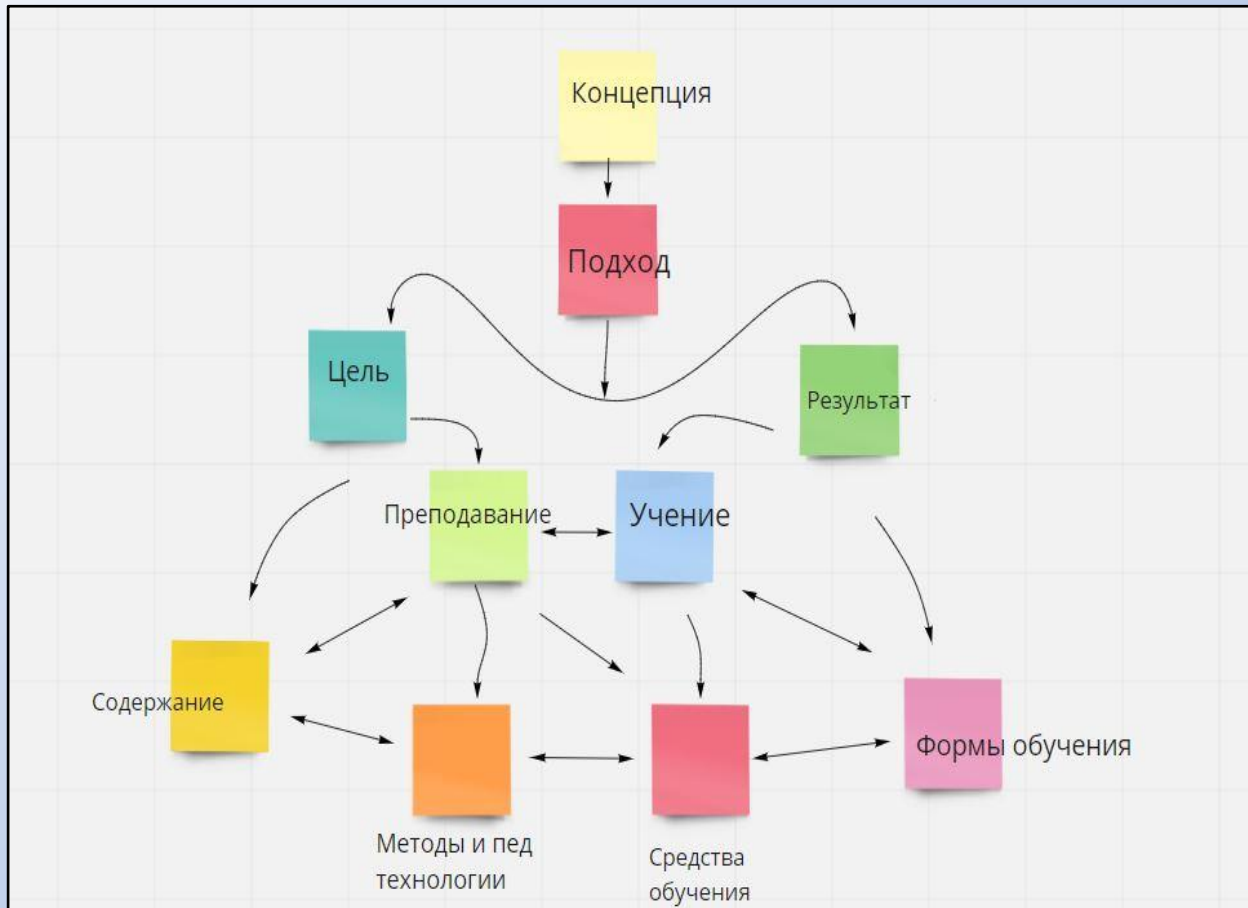 Концепция
Подход
Цель
Результат
Преподавание
Учение
Содержание
Формы обучения
Методы и пед
технологии
Средства
обучения